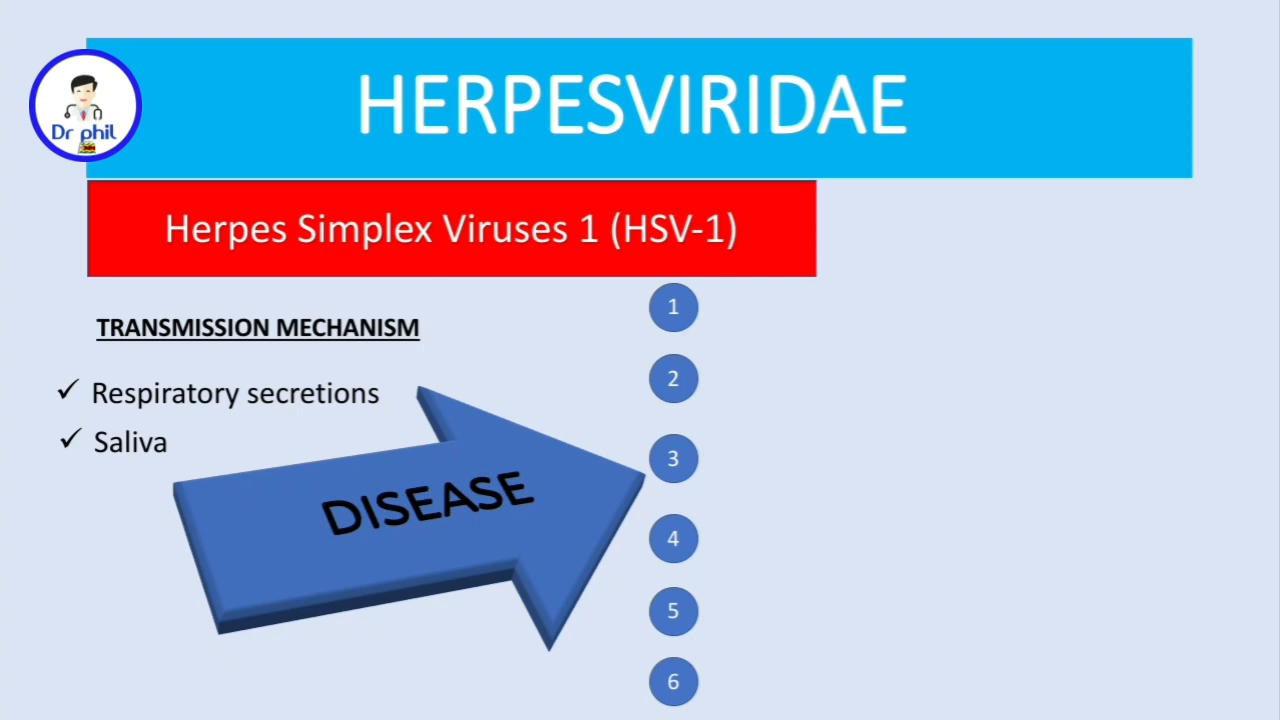 HERPESVIRIDAE
Dr phil
Herpes Simplex Viruses 1 (HSV-1)
TRANSMISSION MECHANISM
✓ Respiratory secretions
✓ Saliva
DISEASE
1
2
3
4
5
6